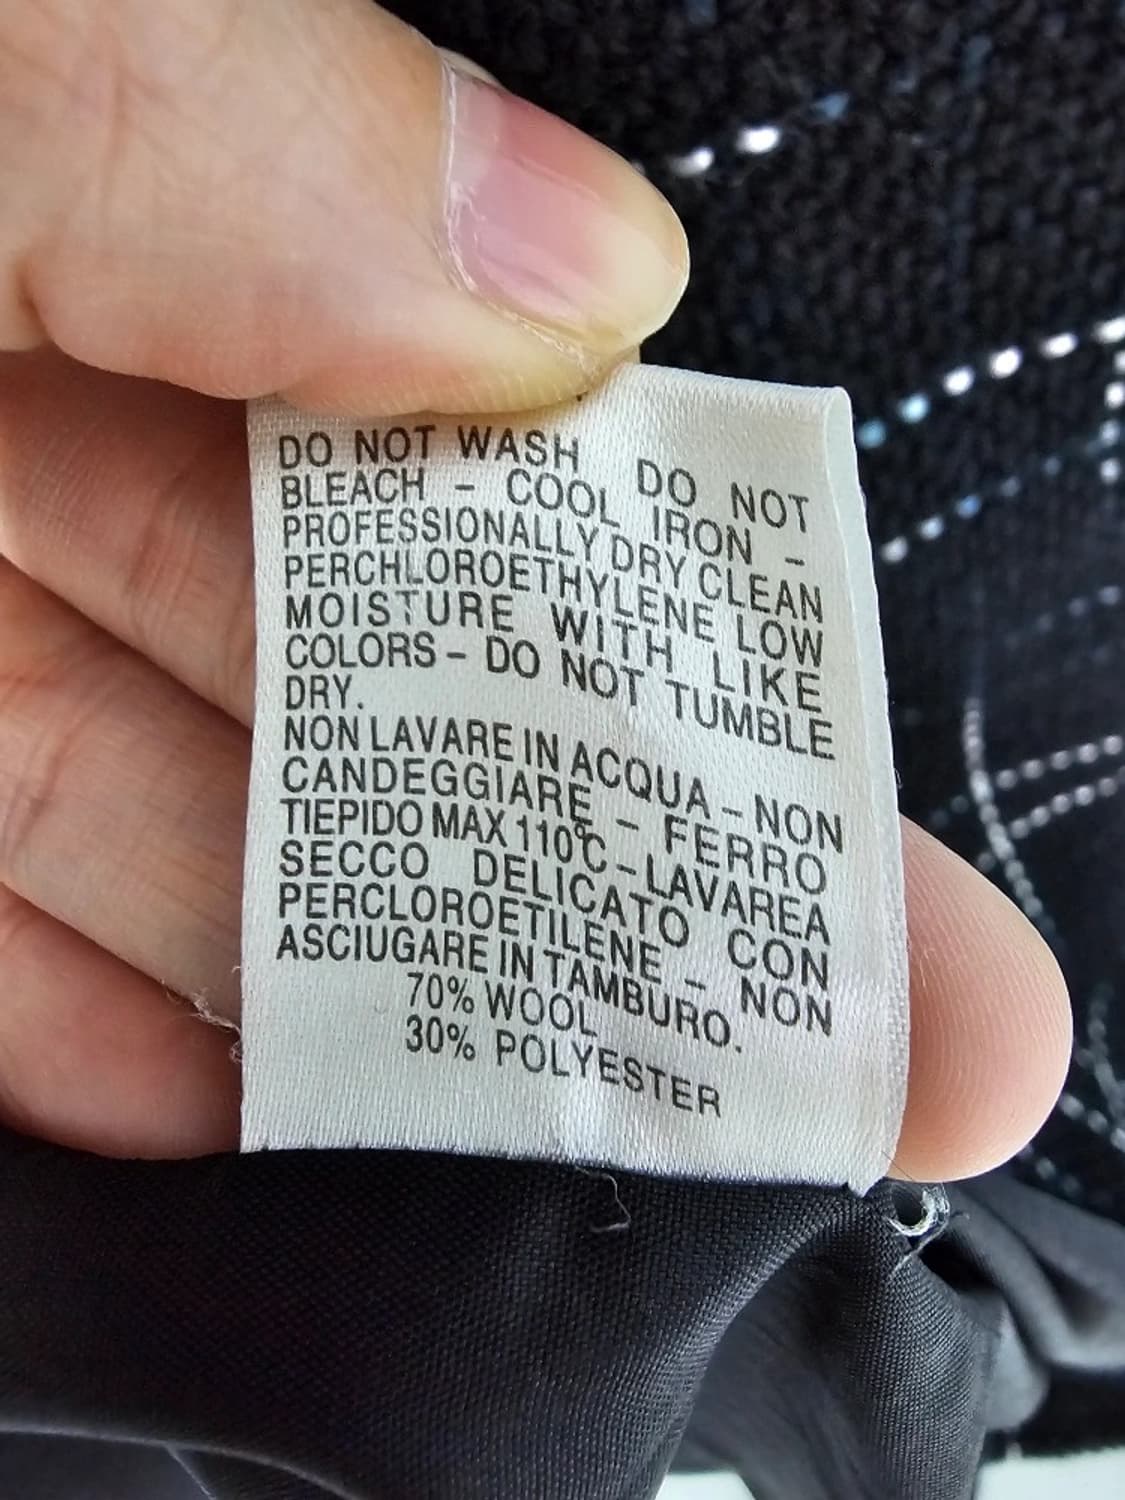 DO NOT WASH DO NOT
BLEACH - COOL IRON -
PROFESSIONALLY DRY CLEAN
PERCHLOROETHYLENE LOW
MOISTURE WITH LIKE
COLORS - DO NOT TUMBLE
DRY.
NON LAVARE IN ACQUA - NON
CANDEGGIARE - FERRO
TIEPIDO MAX 110°C - LAVAREA
SECCO DELICATO CON
PERCLOROETILENE - NON
ASCIUGARE IN TAMBURO.
70% WOOL
30% POLYESTER